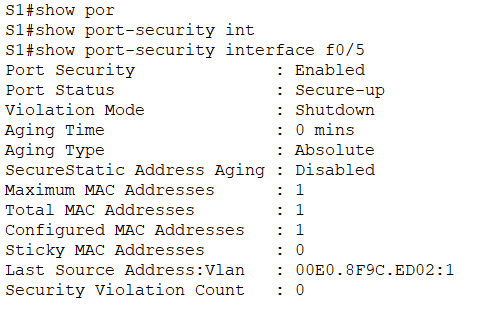 S1#show por
S1#show port-security int
S1#show port-security interface f0/5
Port Security              : Enabled
Port Status                : Secure-up
Violation Mode             : Shutdown
Aging Time                 : 0 mins
Aging Type                 : Absolute
SecureStatic Address Aging : Disabled
Maximum MAC Addresses      : 1
Total MAC Addresses        : 1
Configured MAC Addresses   : 1
Sticky MAC Addresses       : 0
Last Source Address:Vlan   : 00E0.8F9C.ED02:1
Security Violation Count   : 0